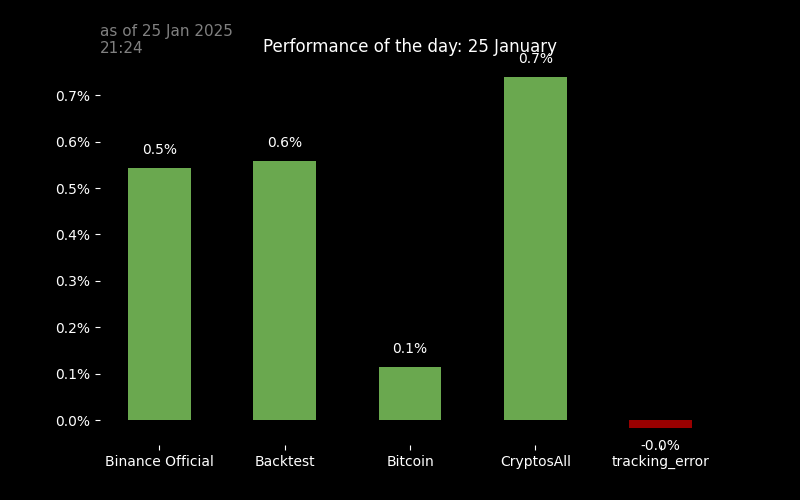 as of 25 Jan 2025
21:24
Performance of the day: 25 January
0.7%
0.7%
0.6%
0.6%
0.5%
0.5%
0.4%
0.3%
0.2%
0.1%
0.1%
0.0%
-0.0%
Binance Official
Backtest
Bitcoin
CryptosAll
tracking_error